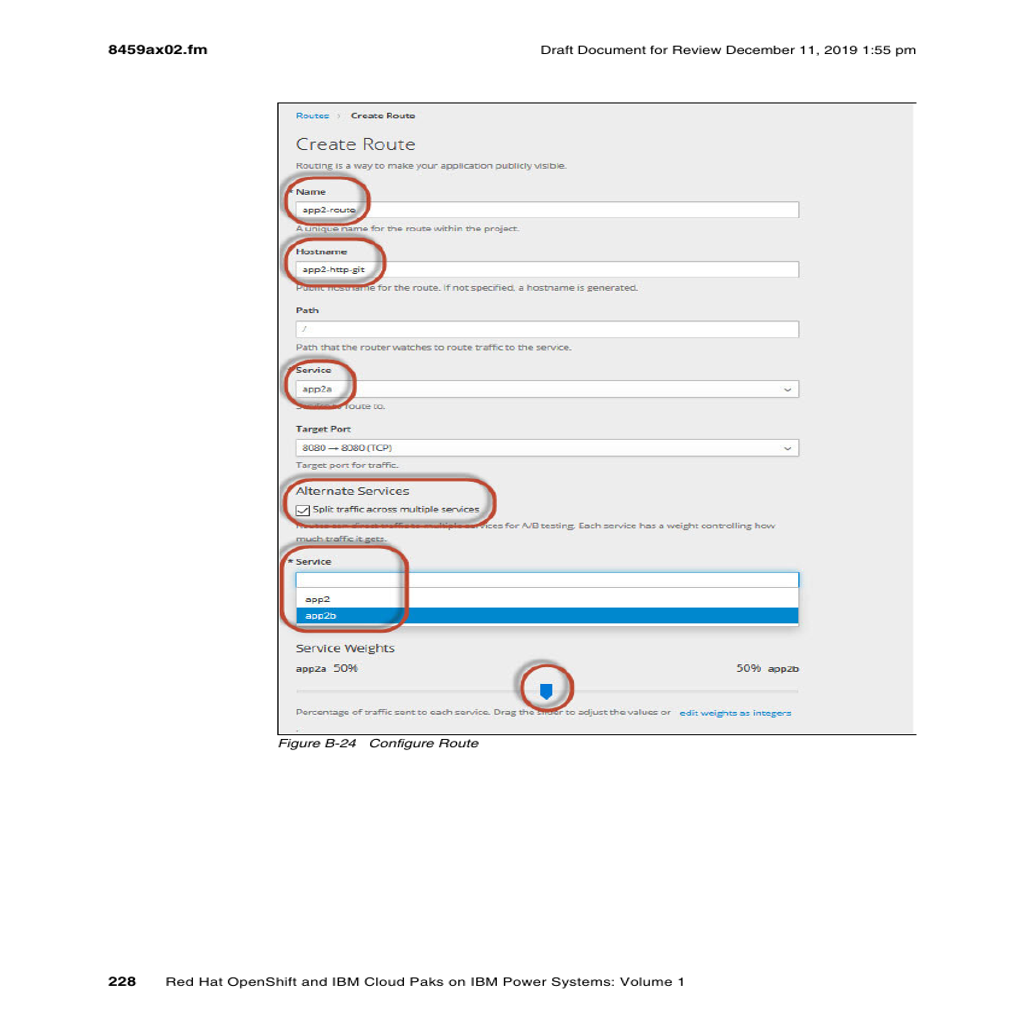 8459ax02.fm
Draft Document for Review December 11, 2019 1:55 pm
Routes › Create Route
Create Route
Routing is a way to make your application publicly visible.
* Name
app2-route
A unique name for the route within the project.
Hostname
app2-http-git
Public hostname for the route. If not specified, a hostname is generated.
Path
/
Path that the router watches to route traffic to the service.
* Service
app2a
Service to route to.
Target Port
8080 → 8080 (TCP)
Target port for traffic.
Alternate Services
Split traffic across multiple services
Routes can direct traffic to multiple services for A/B testing. Each service has a weight controlling how
much traffic it gets.
* Service
app2
app2b
Service Weights
app2a 50%
50% app2b
Percentage of traffic sent to each service. Drag the slider to adjust the values or edit weights as integers
.
Figure B-24 Configure Route
228 Red Hat OpenShift and IBM Cloud Paks on IBM Power Systems: Volume 1